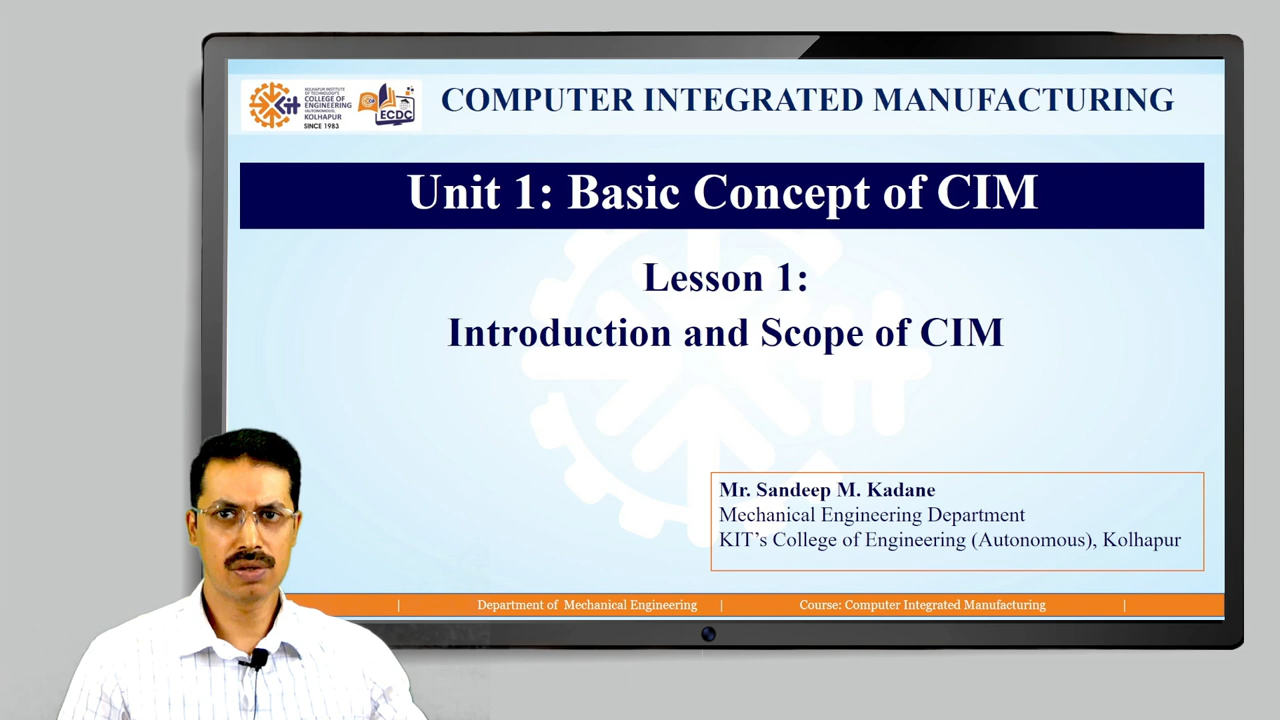 KOLHAPUR INSTITUTE
OF TECHNOLOGY'S
COLLEGE OF
ENGINEERING
(AUTONOMOUS),
KOLHAPUR
SINCE 1983
Kit
ECDC
COMPUTER INTEGRATED MANUFACTURING
Unit 1: Basic Concept of CIM
Lesson 1:
Introduction and Scope of CIM
Mr. Sandeep M. Kadane
Mechanical Engineering Department
KIT's College of Engineering (Autonomous), Kolhapur
| Department of Mechanical Engineering | Course: Computer Integrated Manufacturing |